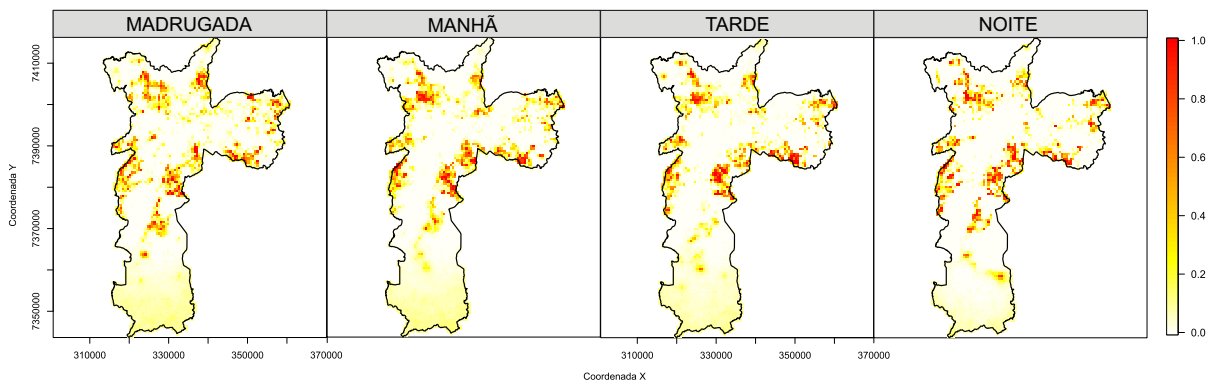 MADRUGADA MANHÃ TARDE NOITE
Coordenada Y
7350000 7370000 7390000 7410000
310000 330000 350000 370000 310000 330000 350000 370000
Coordenada X
1.0
0.8
0.6
0.4
0.2
0.0